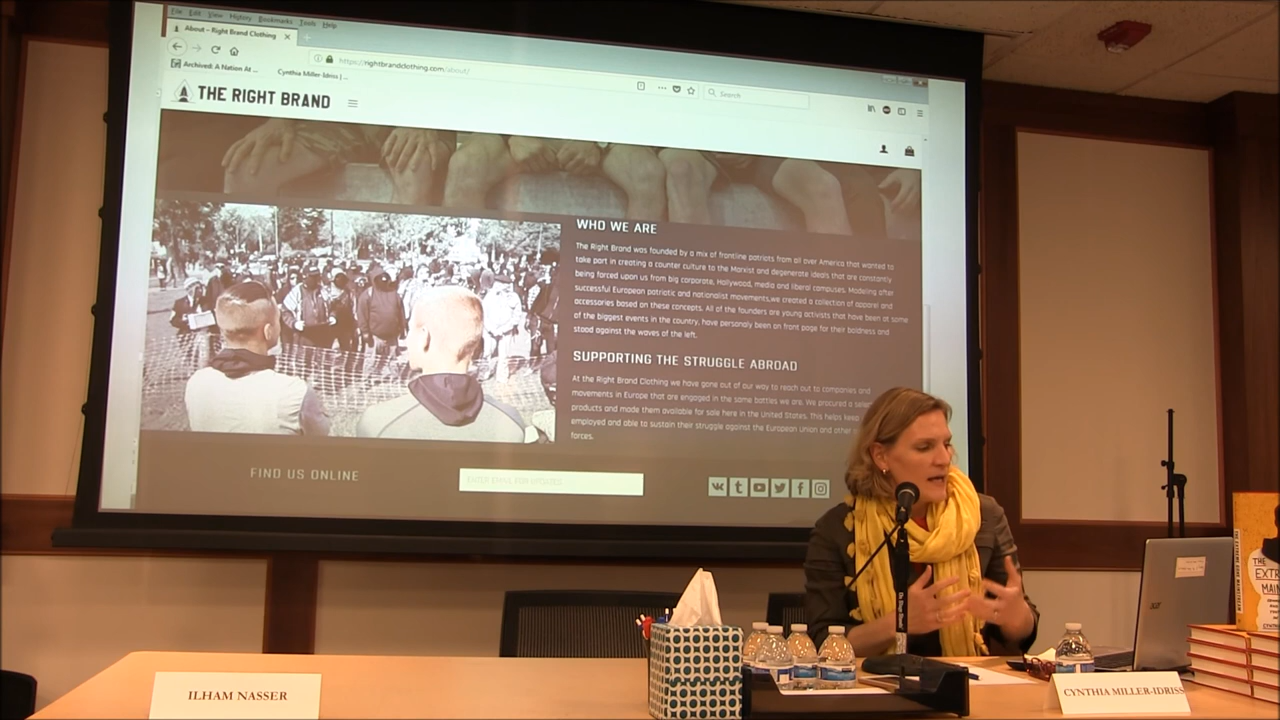 File Edit View History Bookmarks Tools Help
About – Right Brand Clothing
https://rightbrandclothing.com/about/
Search
Archived: A Nation At ...
Cynthia Miller-Idriss | ...
THE RIGHT BRAND
WHO WE ARE
The Right Brand was founded by a mix of frontline patriots from all over America that wanted to
take part in creating a counter culture to the Marxist and degenerate ideals that are constantly
being forced upon us from big corporate, Hollywood, media and liberal campuses. Modeling after
successful European patriotic and nationalist movements,we created a collection of apparel and
accessories based on these concepts. All of the founders are young activists that have been at some
of the biggest events in the country, have personaly been on front page for their boldness and
stood against the waves of the left.
SUPPORTING THE STRUGGLE ABROAD
At the Right Brand Clothing we have gone out of our way to reach out to companies and
movements in Europe that are engaged in the same battles we are. We procured a
products and made them available for sale here in the United States. This helps keep
employed and able to sustain their struggle against the European Union and other
forces.
FIND US ONLINE
ENTER EMAIL FOR UPDATES
ILHAM NASSER
CYNTHIA MILLER-IDRISS
acer
THE
EXTR
MAIN